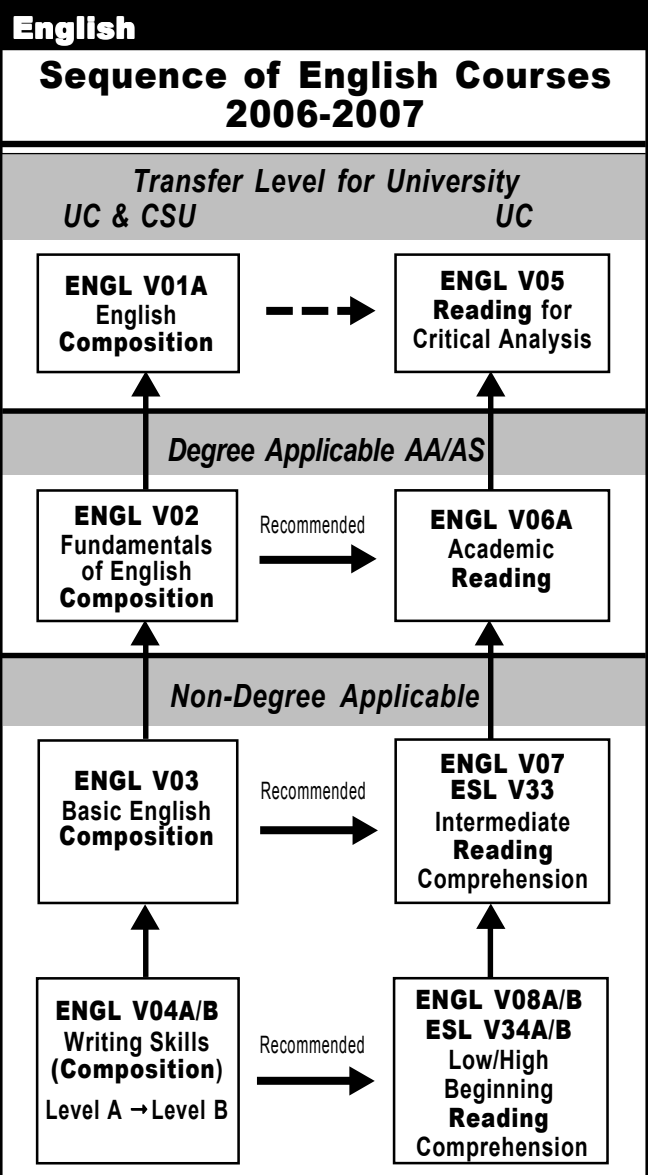 English
Sequence of English Courses
2006-2007
Transfer Level for University
UC & CSU
UC
ENGL V01A
English
Composition
ENGL V05
Reading for
Critical Analysis
Degree Applicable AA/AS
ENGL V02
Fundamentals
of English
Composition
Recommended
ENGL V06A
Academic
Reading
Non-Degree Applicable
ENGL V03
Basic English
Composition
Recommended
ENGL V07
ESL V33
Intermediate
Reading
Comprehension
ENGL V04A/B
Writing Skills
(Composition)
Level A → Level B
Recommended
ENGL V08A/B
ESL V34A/B
Low/High
Beginning
Reading
Comprehension